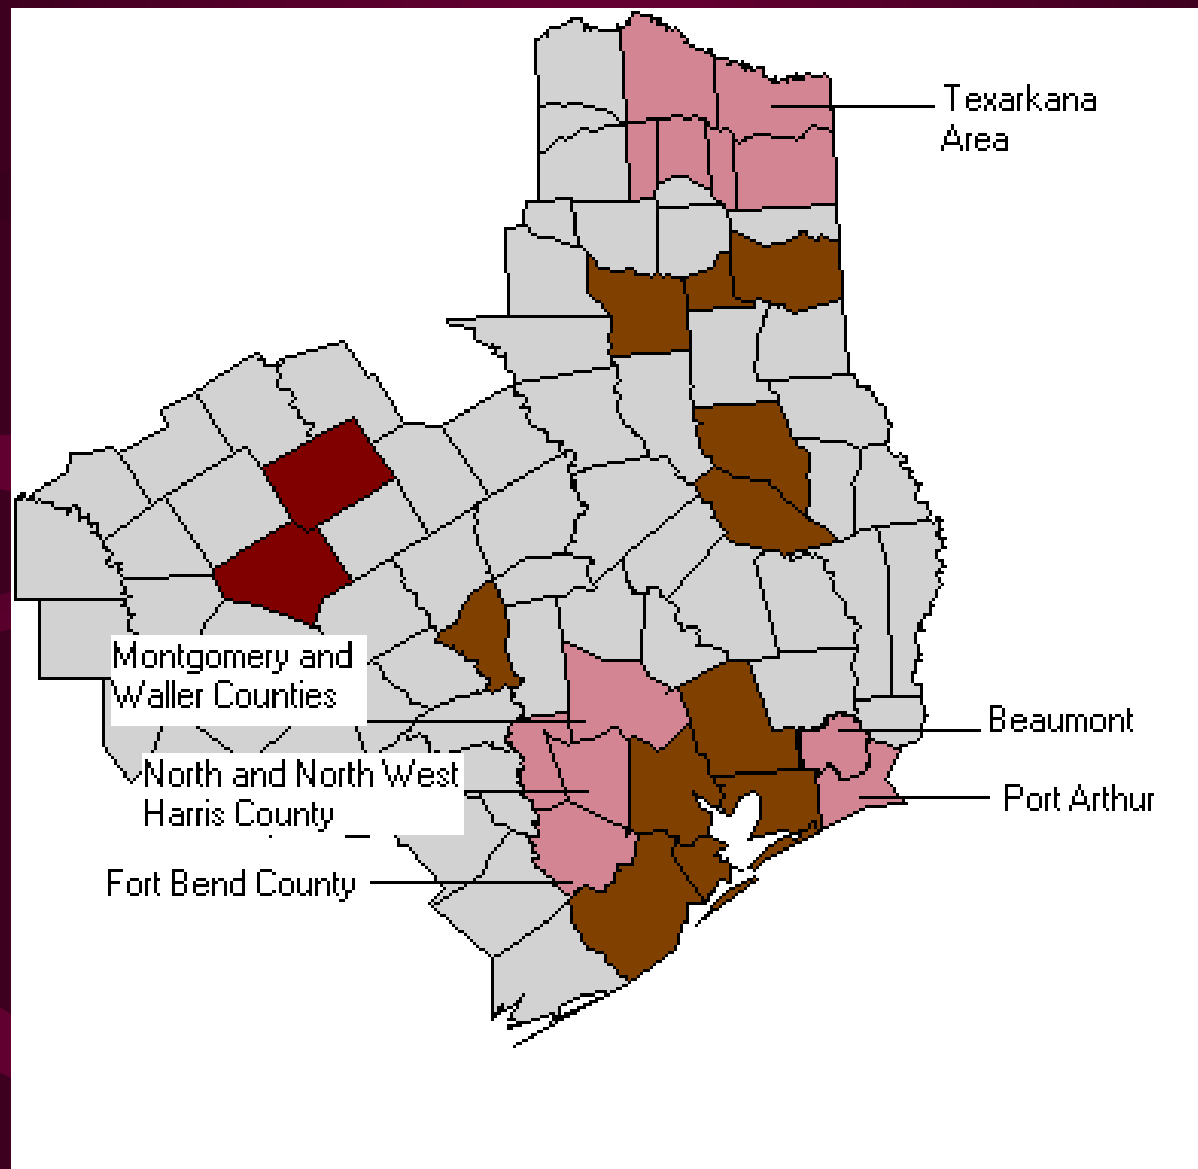 Texarkana
Area
Montgomery and
Waller Counties
Beaumont
North and North West
Harris County
Port Arthur
Fort Bend County